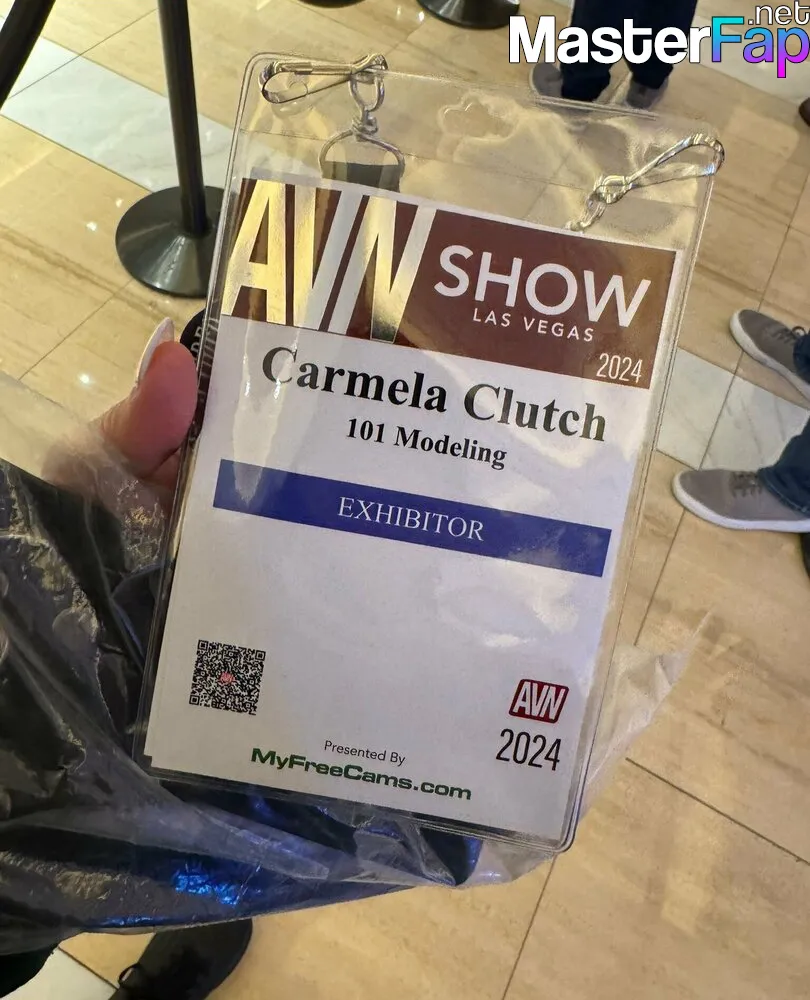 MasterFap.net
AVN SHOW
LAS VEGAS
2024
Carmela Clutch
101 Modeling
EXHIBITOR
AVN
2024
Presented By
MyFreeCams.com